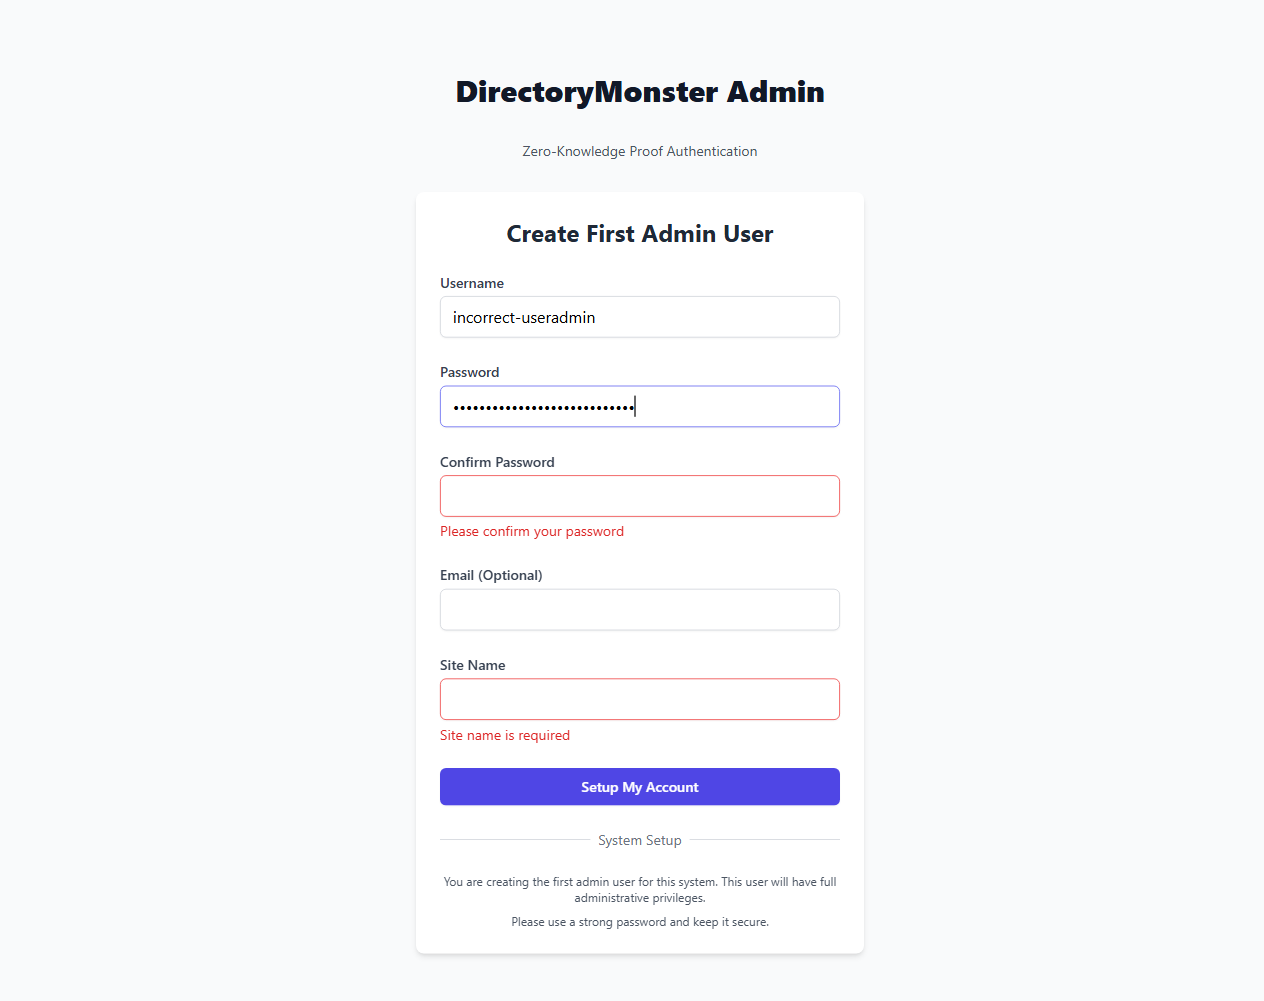 DirectoryMonster Admin
Zero-Knowledge Proof Authentication
Create First Admin User
Username
incorrect-useradmin
Password
••••••••••••••••••••••••••••
Confirm Password
Please confirm your password
Email (Optional)
Site Name
Site name is required
Setup My Account
System Setup
You are creating the first admin user for this system. This user will have full
administrative privileges.
Please use a strong password and keep it secure.